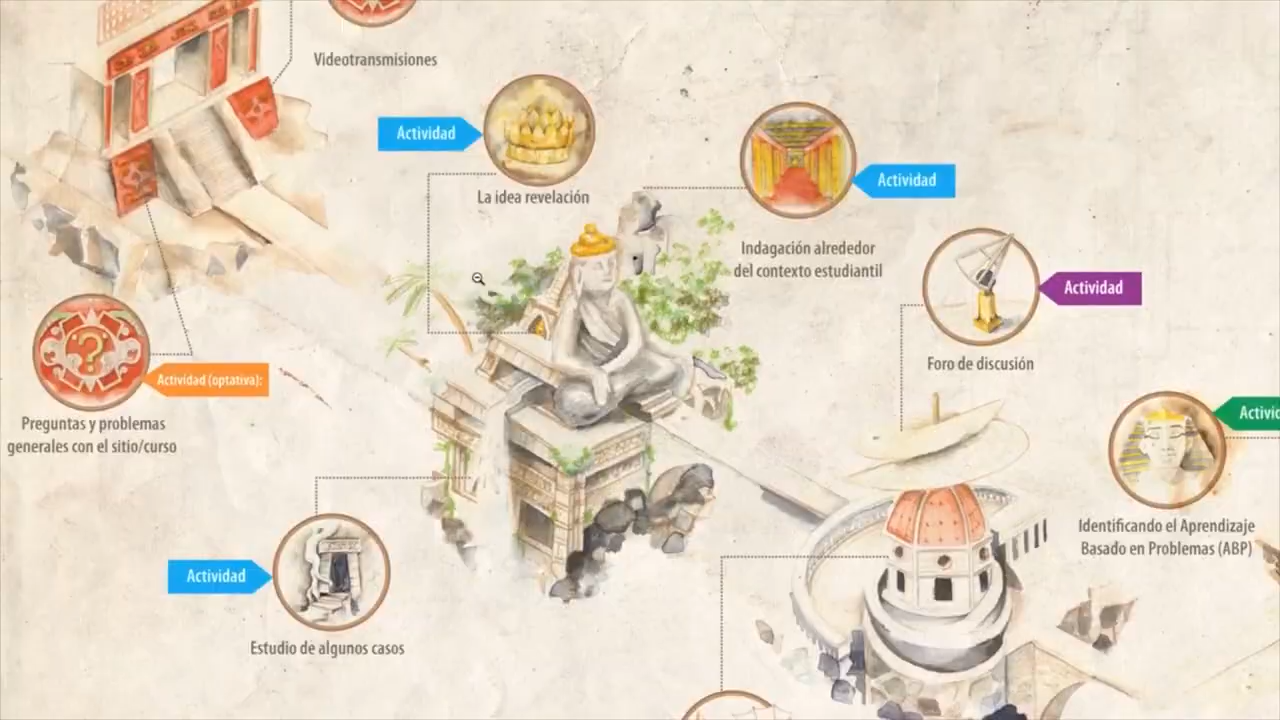 Videotransmisiones
Actividad
La idea revelación
Actividad
Indagación alrededor
del contexto estudiantil
Actividad
Foro de discusión
Actividad (optativa):
Preguntas y problemas
generales con el sitio/curso
Activid
Identificando el Aprendizaje
Basado en Problemas (ABP)
Actividad
Estudio de algunos casos